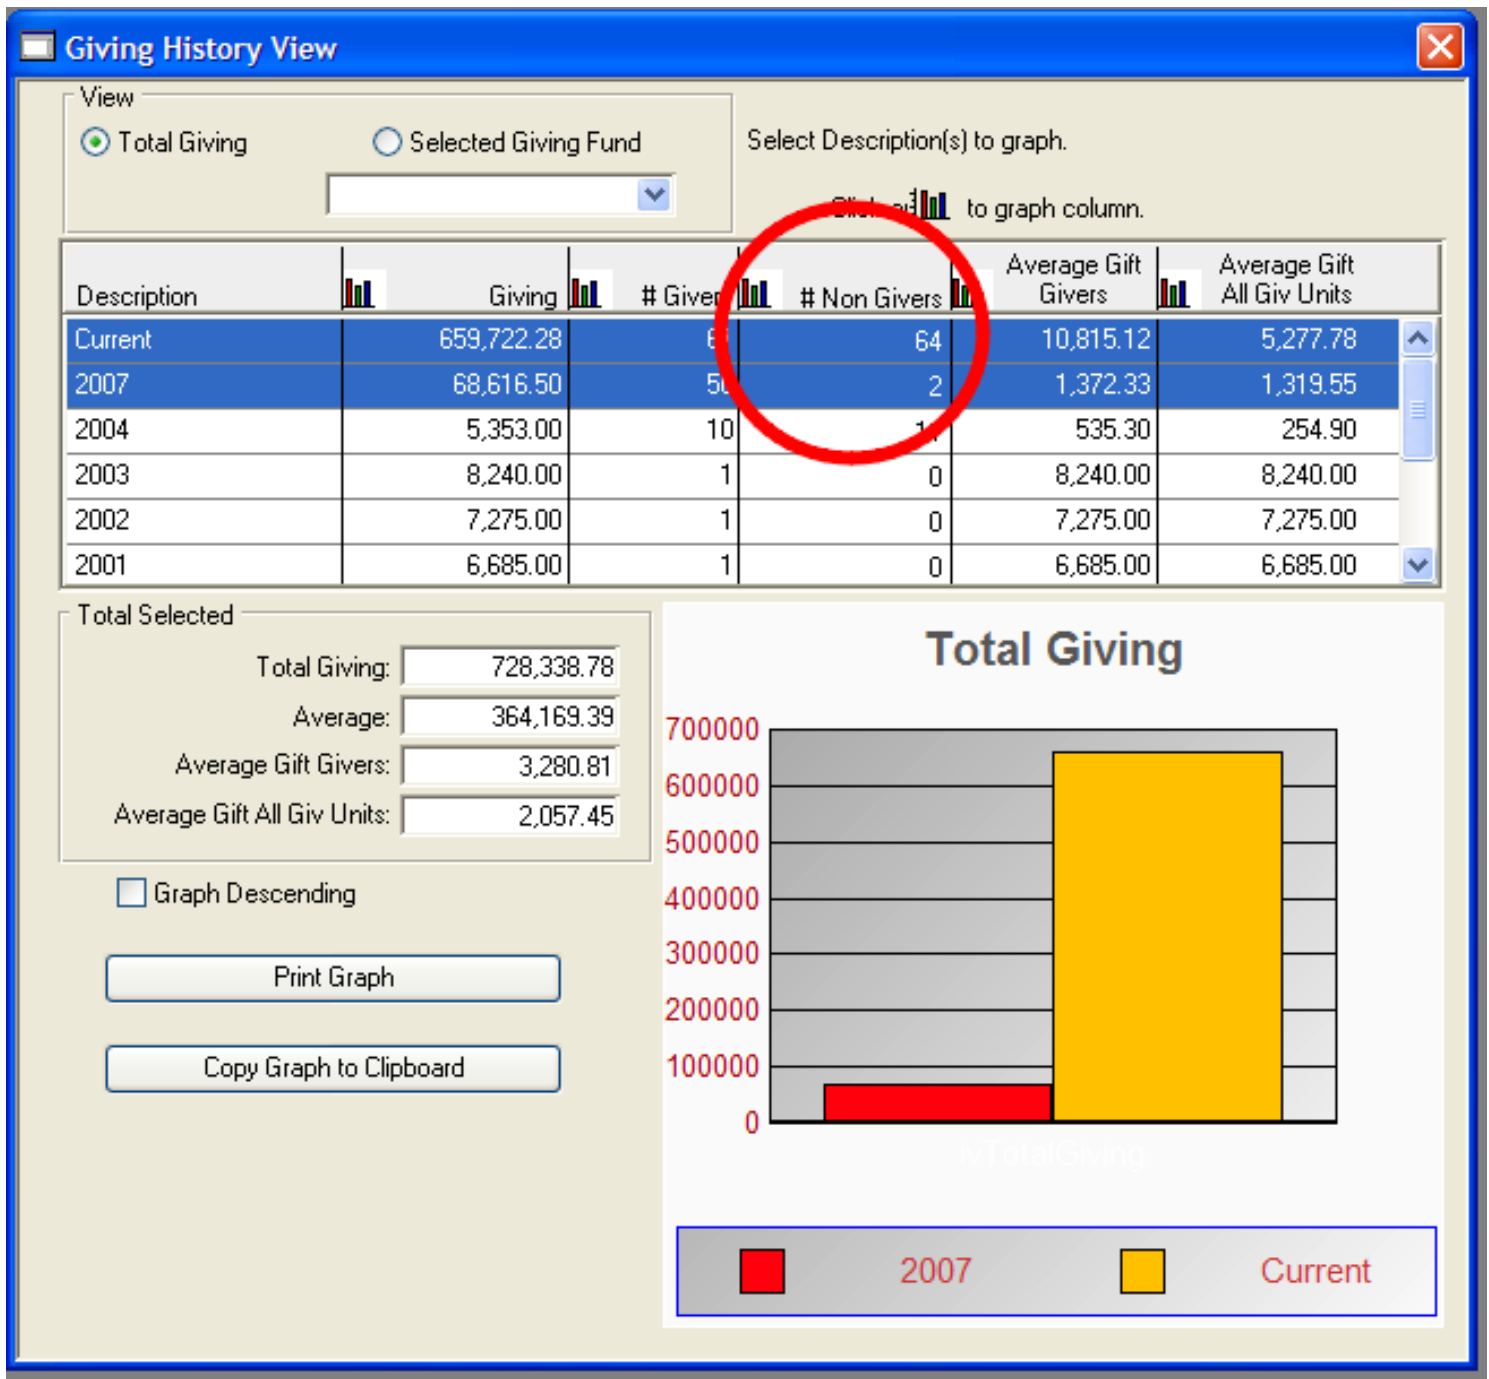 Giving History View
View
Total Giving
Selected Giving Fund
Select Description(s) to graph.
to graph column.
Description Giving # Giver # Non Givers Average Gift Givers Average Gift All Giv Units
Current 659,722.28 64 10,815.12 5,277.78
2007 68,616.50 50 2 1,372.33 1,319.55
2004 5,353.00 10 535.30 254.90
2003 8,240.00 1 0 8,240.00 8,240.00
2002 7,275.00 1 0 7,275.00 7,275.00
2001 6,685.00 1 0 6,685.00 6,685.00
Total Selected
Total Giving: 728,338.78
Average: 364,169.39
Average Gift Givers: 3,280.81
Average Gift All Giv Units: 2,057.45
Graph Descending
Print Graph
Copy Graph to Clipboard
Total Giving
700000
600000
500000
400000
300000
200000
100000
0
ivTotalGiving
2007 Current